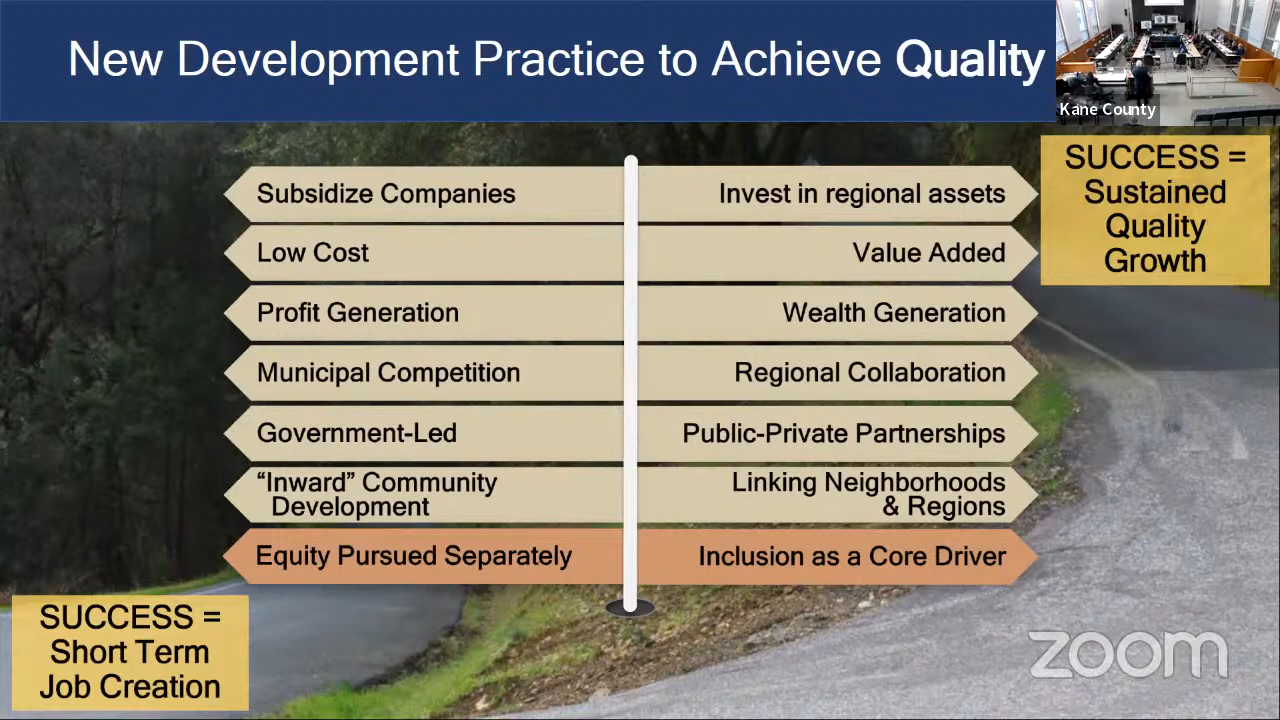 New Development Practice to Achieve Quality
Kane County
SUCCESS =
Sustained
Quality
Growth
Subsidize Companies
Invest in regional assets
Low Cost
Value Added
Profit Generation
Wealth Generation
Municipal Competition
Regional Collaboration
Government-Led
Public-Private Partnerships
“Inward” Community
Development
Linking Neighborhoods
& Regions
Equity Pursued Separately
Inclusion as a Core Driver
SUCCESS =
Short Term
Job Creation
zoom